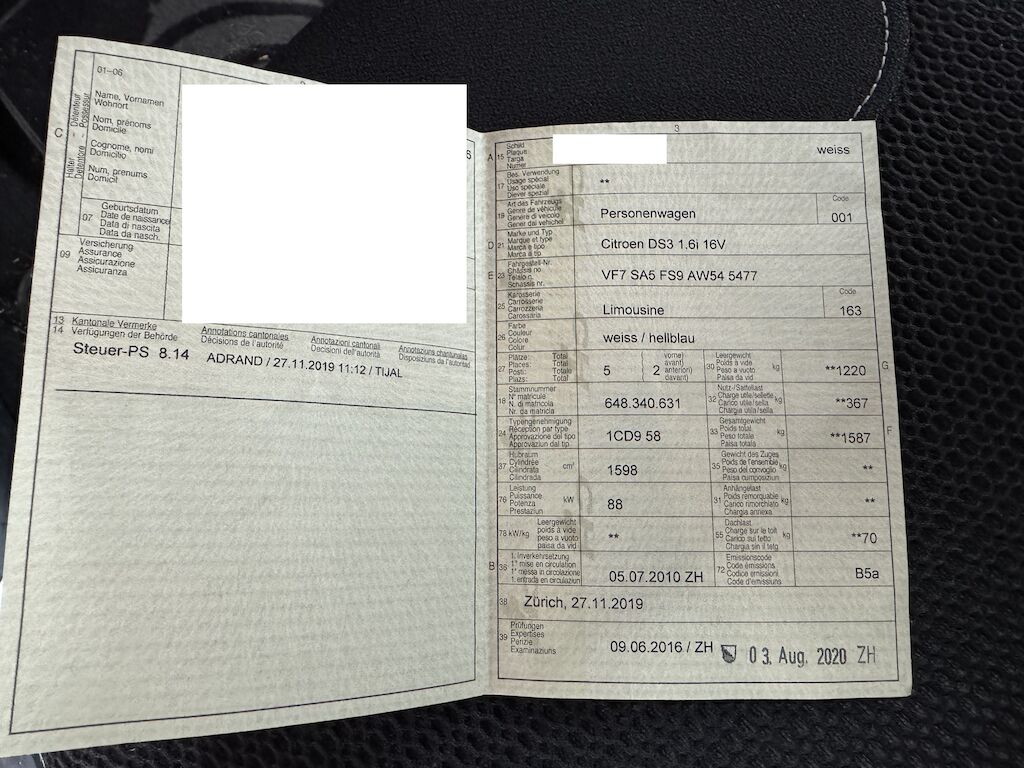 01–06
C
Halter Détenteur
Detentore Possessur
Name, Vornamen
Wohnort
Nom, prénoms
Domicile
Cognome, nomi
Domicilio
Num, prenums
Domicil
6
07
Geburtsdatum
Date de naissance
Data di nascita
Data da nasch.
09
Versicherung
Assurance
Assicurazione
Assicuranza
13 Kantonale Vermerke
14 Verfügungen der Behörde
Annotations cantonales
Décisions de l'autorité
Annotazioni cantonali
Decisioni dell'autorità
Annotaziuns chantunalas
Disposiziuns da l'autoritad
Steuer-PS 8.14 ADRAND / 27.11.2019 11:12 / TIJAL
3
A 15
Schild
Plaque
Targa
Numer
weiss
17
Bes. Verwendung
Usage spécial
Uso speciale
Diever spezial
**
19
Art des Fahrzeugs
Genre de véhicule
Genere di veicolo
Gener dal vehichel
Personenwagen
Code
001
D 21
Marke und Typ
Marque et type
Marca e tipo
Marca e tip
Citroen DS3 1.6i 16V
E 23
Fahrgestell-Nr.
Châssis no
Telaio n.
Schassis nr.
VF7 SA5 FS9 AW54 5477
25
Karosserie
Carrosserie
Carrozzeria
Carossaria
Limousine
Code
163
26
Farbe
Couleur
Colore
Colur
weiss / hellblau
27
Plätze: Total
Places: Total
Posti: Totale
Plazs: Total
5 ( 2 vorne)
avant)
anteriori)
davant)
30
Leergewicht
Poids à vide
Peso a vuoto
Paisa da vid
kg
**1220
G
18
Stammnummer
N° matricule
N. di matricola
Nr. da matricla
648.340.631
32
Nutz-/Sattellast
Charge utile/sellette
Carico utile/sella
Chargia utila/sella
kg
**367
24
Typengenehmigung
Réception par type
Approvazione del tipo
Approvaziun dal tip
1CD9 58
33
Gesamtgewicht
Poids total
Peso totale
Paisa totala
kg
**1587
F
37
Hubraum
Cylindrée
Cilindrata
Cilindrada
cm³
1598
35
Gewicht des Zuges
Poids de l'ensemble
Peso del convoglio
Paisa cumposiziun
kg
**
76
Leistung
Puissance
Potenza
Prestaziun
kW
88
31
Anhängelast
Poids remorquable
Carico rimorchiato
Chargia annexa
kg
**
78 kW/kg
Leergewicht
poids à vide
peso a vuoto
paisa da vid
**
55
Dachlast
Charge sur le toit
Carico sul tetto
Chargia sin il tetg
kg
**70
B 36
1. Inverkehrsetzung
1re mise en circulation
1a messa in circolazione
1. entrada en circulaziun
05.07.2010 ZH
72
Emissionscode
Code émissions
Codice emissioni
Code d'emissiuns
B5a
38 Zürich, 27.11.2019
39
Prüfungen
Expertises
Perizie
Examinaziuns
09.06.2016 / ZH 03. Aug. 2020 ZH